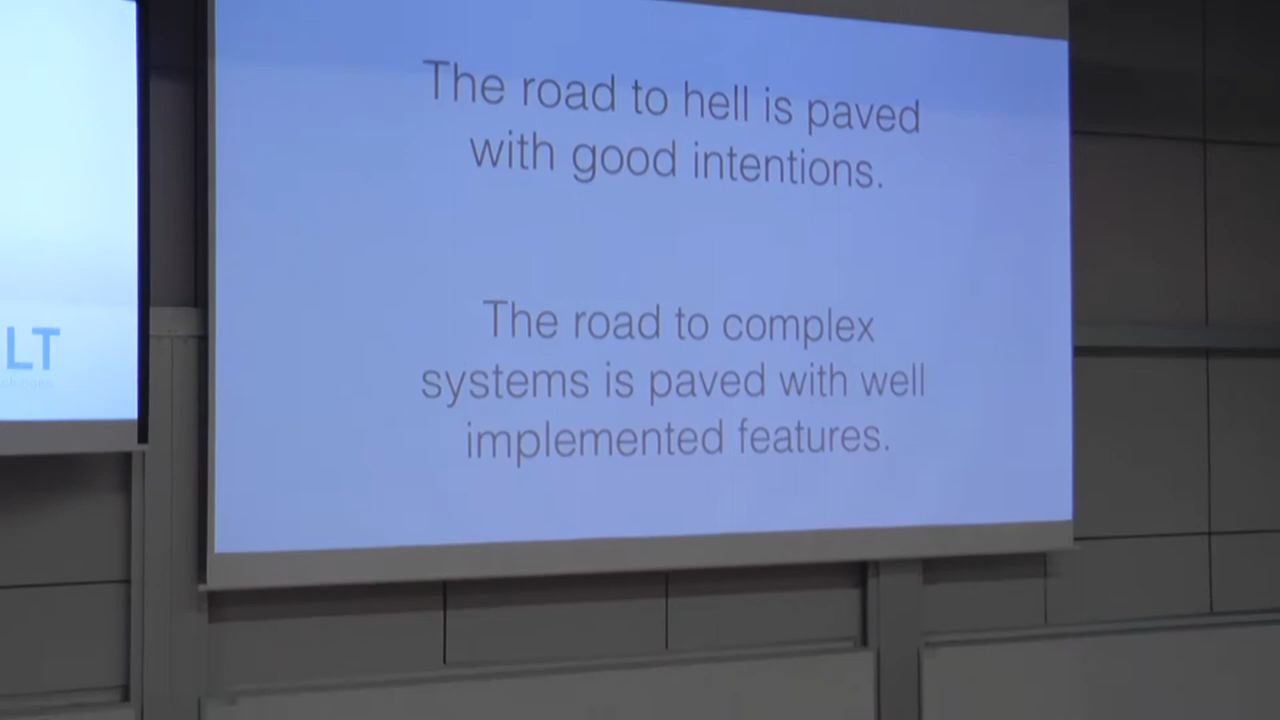 The road to hell is paved
with good intentions.
The road to complex
systems is paved with well
implemented features.
LT